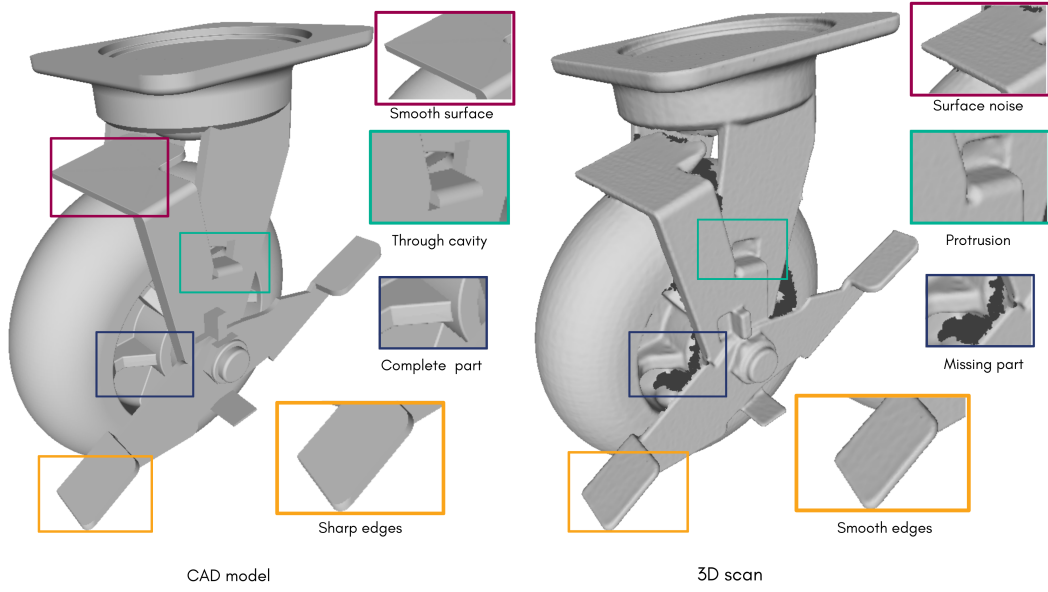 Smooth surface
Through cavity
Complete  part
Sharp edges
CAD model
Surface noise
Protrusion
Missing part
Smooth edges
3D scan